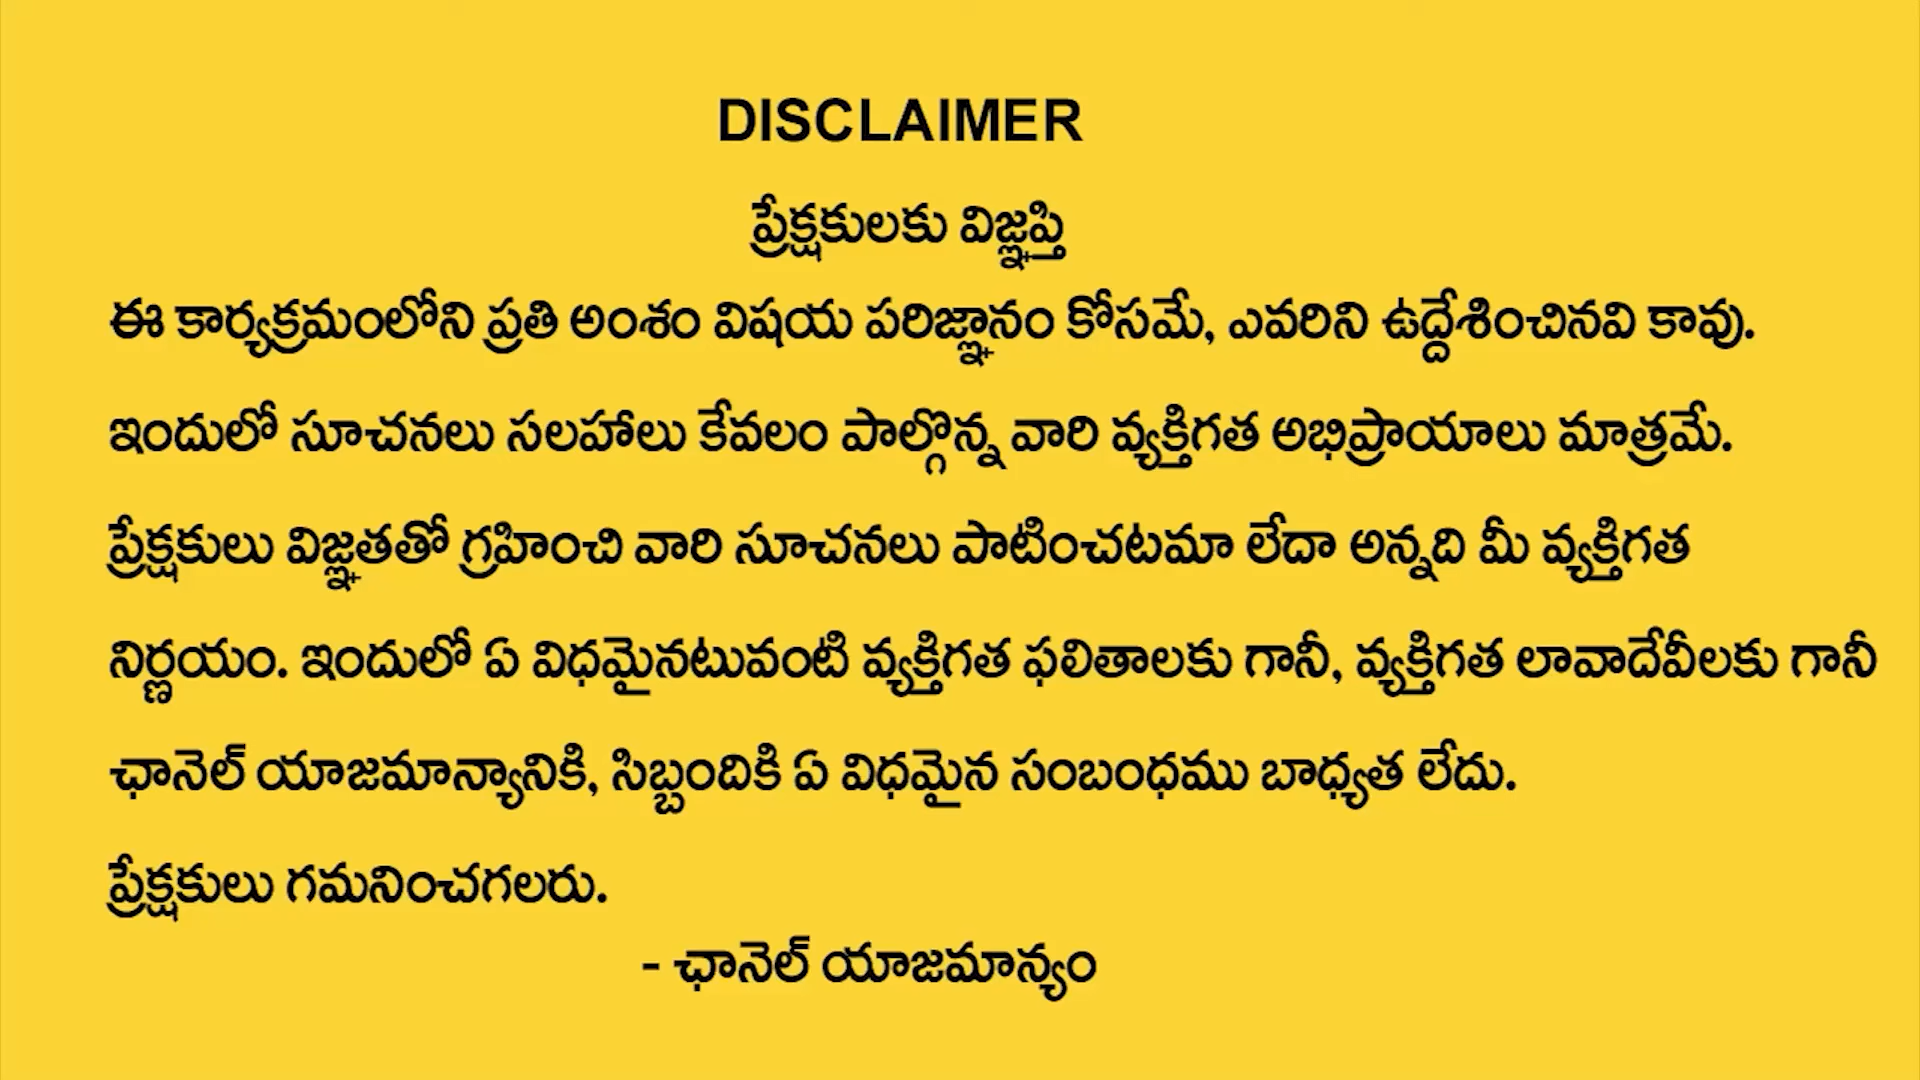 DISCLAIMER
ప్రేక్షకులకు విజ్ఞప్తి
ఈ కార్యక్రమంలోని ప్రతి అంశం విషయ పరిజ్ఞానం కోసమే, ఎవరిని ఉద్దేశించినవి కావు.
ఇందులో సూచనలు సలహాలు కేవలం పాల్గొన్న వారి వ్యక్తిగత అభిప్రాయాలు మాత్రమే.
ప్రేక్షకులు విజ్ఞతతో గ్రహించి వారి సూచనలు పాటించటమా లేదా అన్నది మీ వ్యక్తిగత
నిర్ణయం. ఇందులో ఏ విధమైనటువంటి వ్యక్తిగత ఫలితాలకు గానీ, వ్యక్తిగత లావాదేవీలకు గానీ
ఛానెల్ యాజమాన్యానికి, సిబ్బందికి ఏ విధమైన సంబంధము బాధ్యత లేదు.
ప్రేక్షకులు గమనించగలరు.
- ఛానెల్ యాజమాన్యం